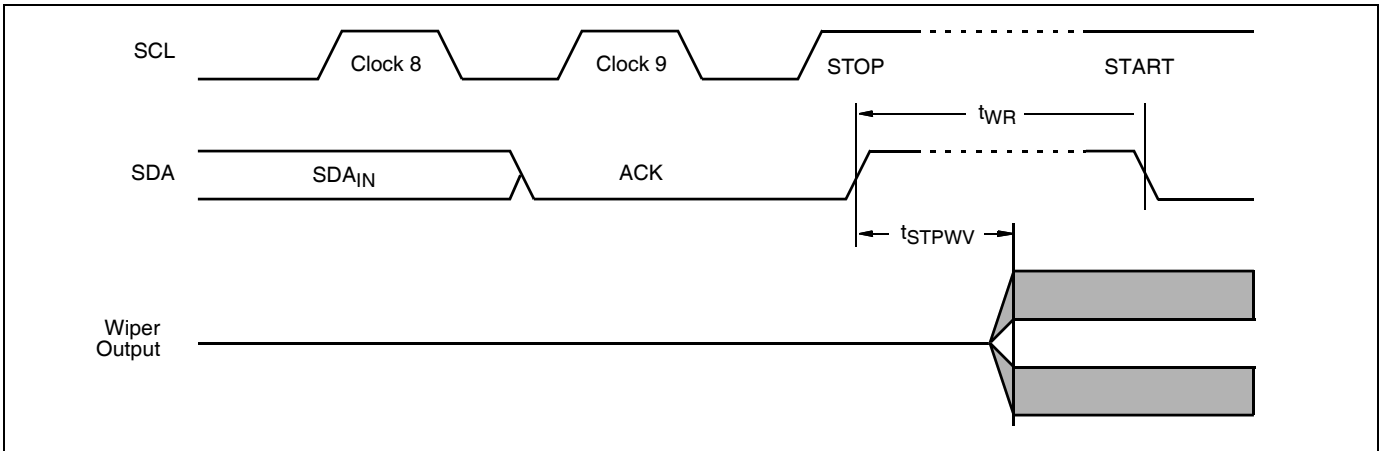 SCL
Clock 8
Clock 9
STOP
START
tWR
SDA
SDAIN
ACK
tSTPWV
Wiper
Output